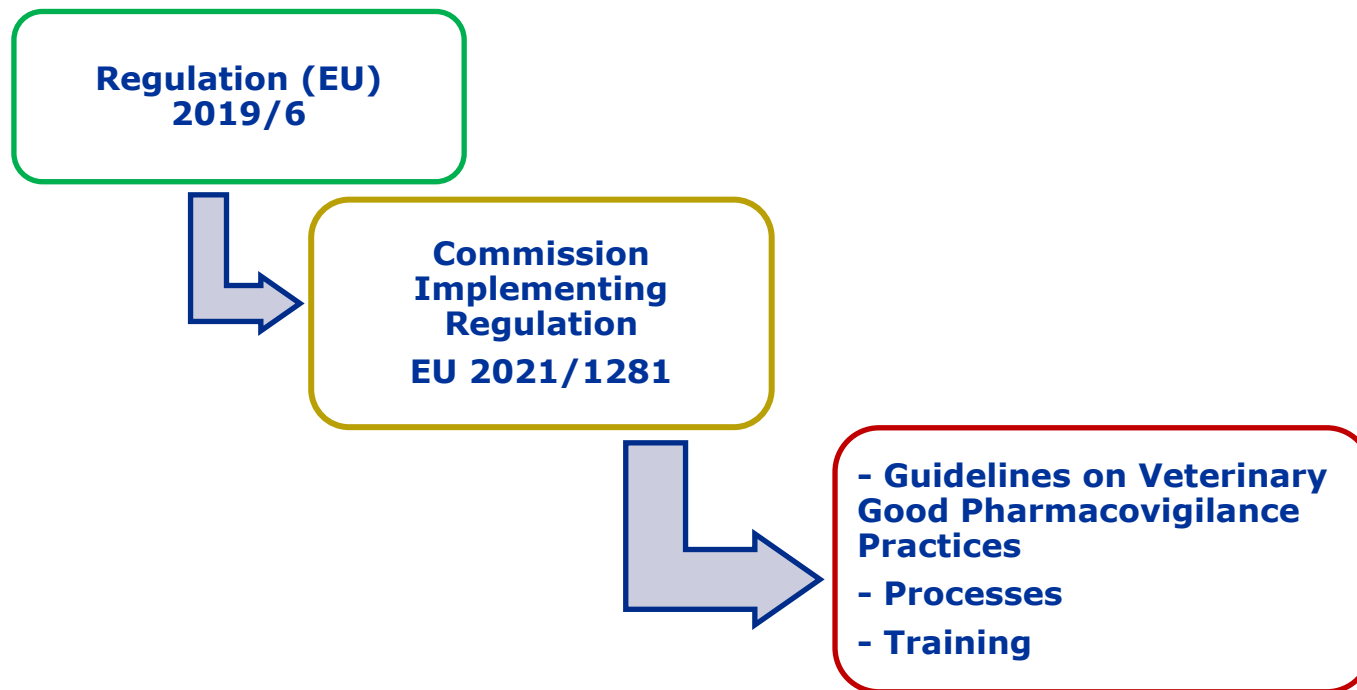 Regulation (EU)
2019/6
Commission
Implementing
Regulation
EU 2021/1281
- Guidelines on Veterinary
Good Pharmacovigilance
Practices
- Processes
- Training